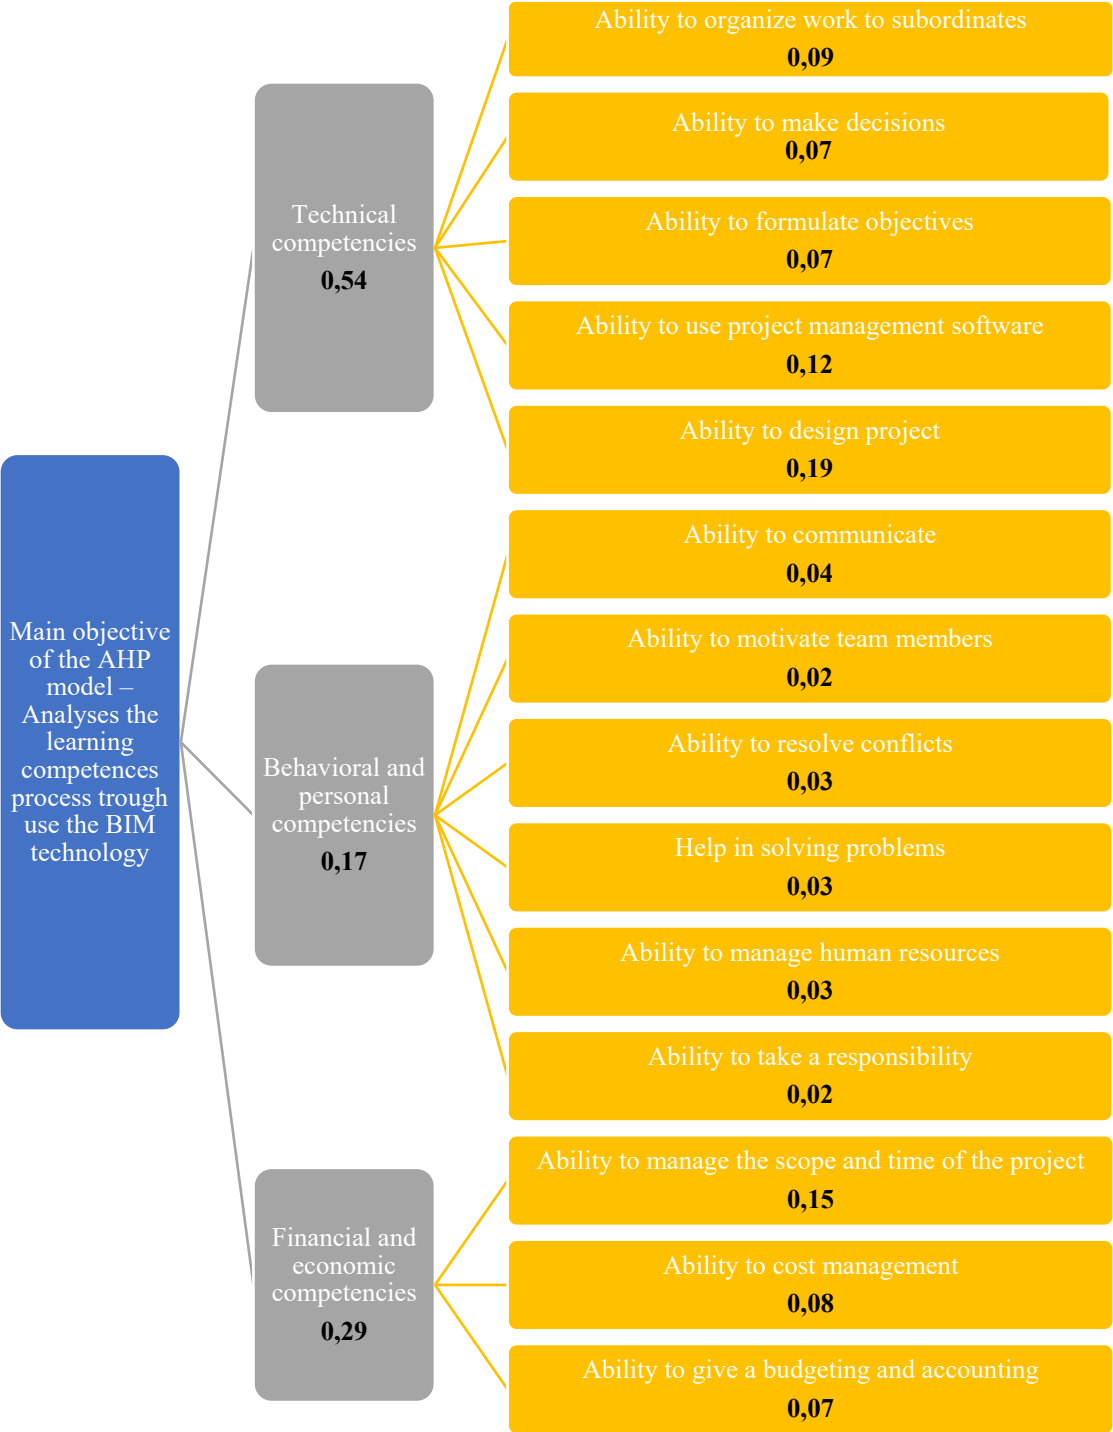 Main objective
of the AHP
model –
Analyses the
learning
competences
process trough
use the BIM
technology
Technical
competencies
0,54
Ability to organize work to subordinates
0,09
Ability to make decisions
0,07
Ability to formulate objectives
0,07
Ability to use project management software
0,12
Ability to design project
0,19
Behavioral and
personal
competencies
0,17
Ability to communicate
0,04
Ability to motivate team members
0,02
Ability to resolve conflicts
0,03
Help in solving problems
0,03
Ability to manage human resources
0,03
Ability to take a responsibility
0,02
Financial and
economic
competencies
0,29
Ability to manage the scope and time of the project
0,15
Ability to cost management
0,08
Ability to give a budgeting and accounting
0,07